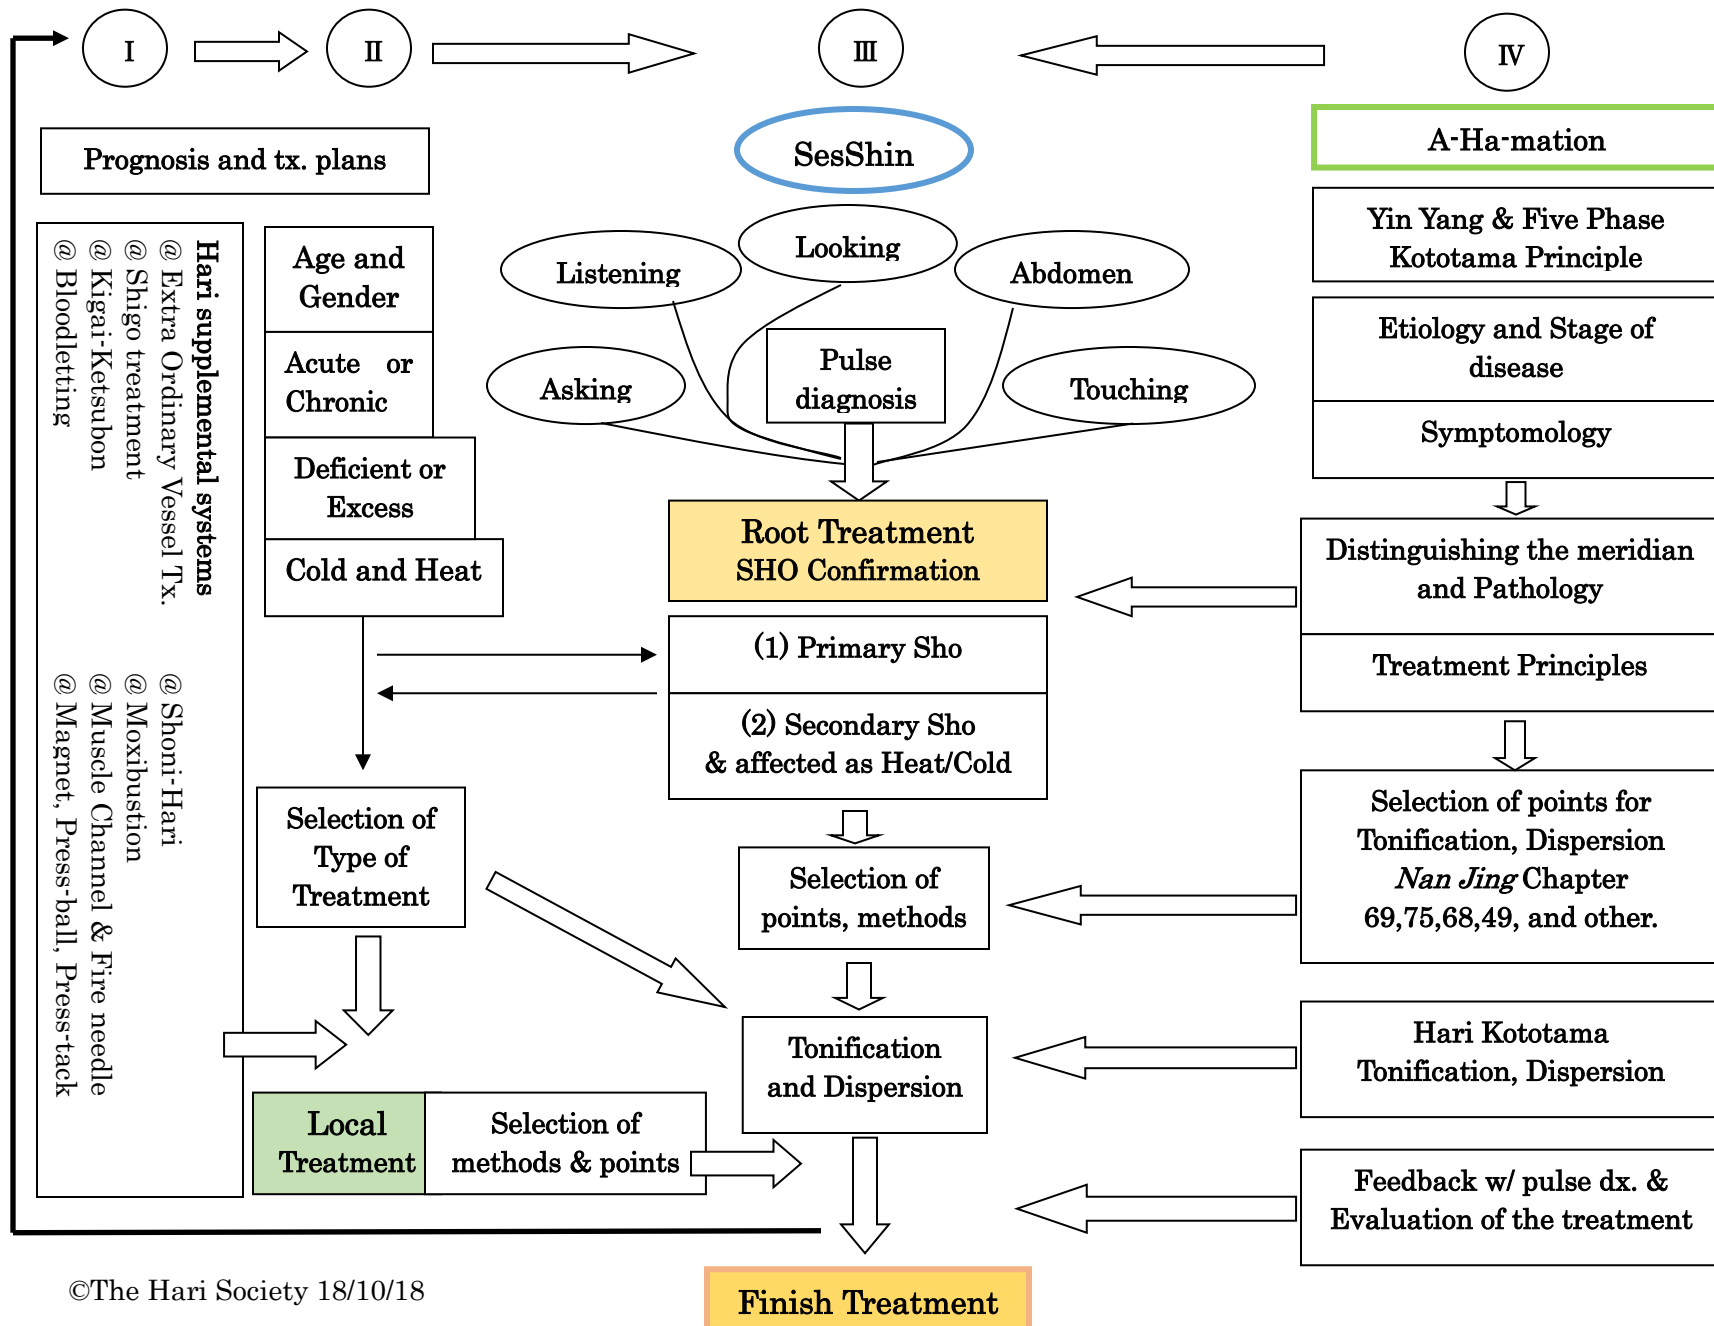 I
II
III
IV
Prognosis and tx. plans
Hari supplemental systems
@ Extra Ordinary Vessel Tx.
@ Shigo treatment
@ Kigai-Ketsubon
@ Bloodletting
@ Shoni-Hari
@ Moxibustion
@ Muscle Channel & Fire needle
@ Magnet, Press-ball, Press-tack
Age and
Gender
Acute or
Chronic
Deficient or
Excess
Cold and Heat
Selection of
Type of
Treatment
Local
Treatment
Selection of
methods & points
SesShin
Listening
Looking
Abdomen
Asking
Pulse
diagnosis
Touching
Root Treatment
SHO Confirmation
(1) Primary Sho
(2) Secondary Sho
& affected as Heat/Cold
Selection of
points, methods
Tonification
and Dispersion
Finish Treatment
A-Ha-mation
Yin Yang & Five Phase
Kototama Principle
Etiology and Stage of
disease
Symptomology
Distinguishing the meridian
and Pathology
Treatment Principles
Selection of points for
Tonification, Dispersion
Nan Jing Chapter
69,75,68,49, and other.
Hari Kototama
Tonification, Dispersion
Feedback w/ pulse dx. &
Evaluation of the treatment
©The Hari Society 18/10/18